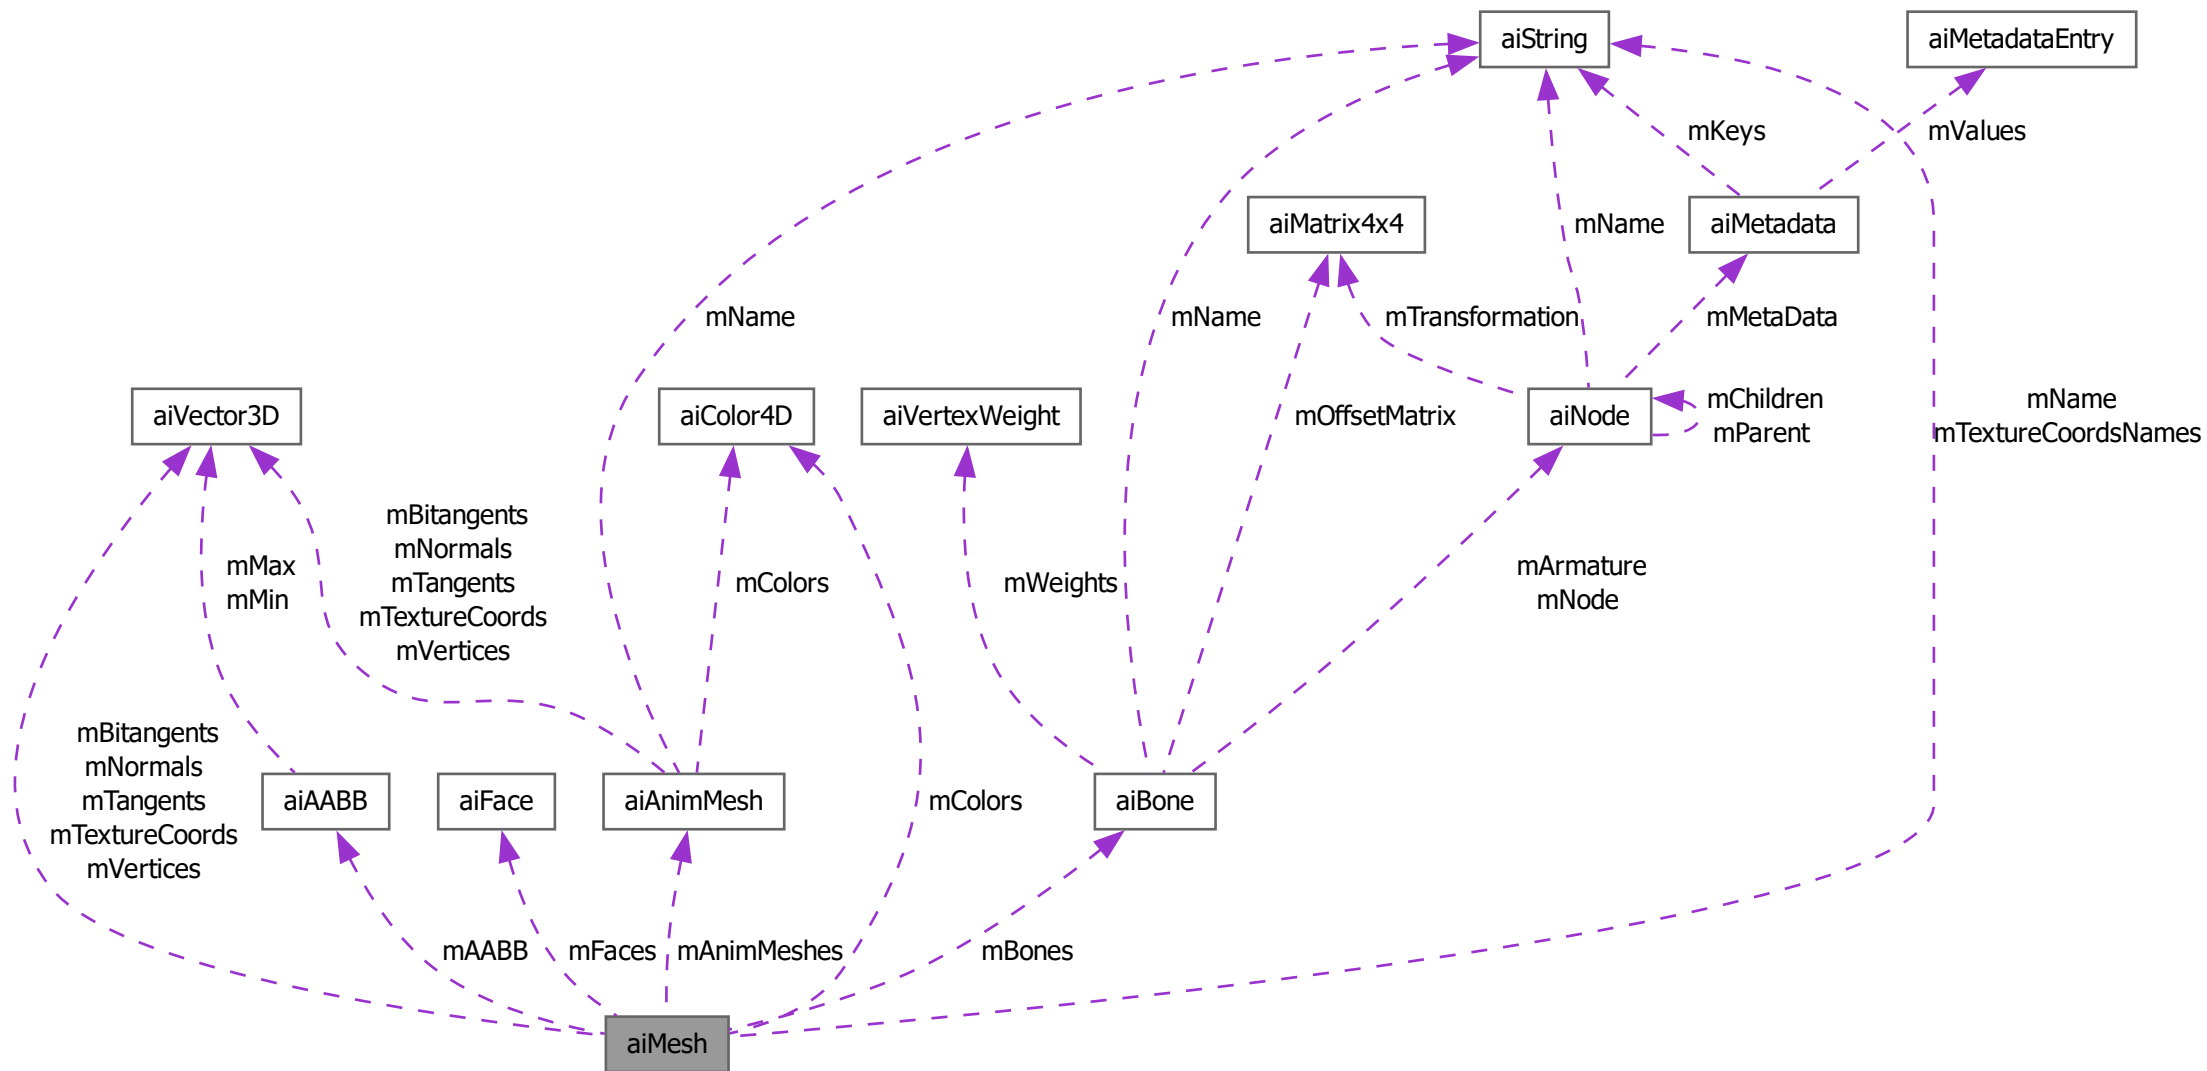 aiString
aiMetadataEntry
mKeys
mValues
aiMatrix4x4
mName
aiMetadata
mName
mName
mTransformation
mMetaData
aiVector3D
aiColor4D
aiVertexWeight
mOffsetMatrix
aiNode
mChildren
mParent
mName
mTextureCoordsNames
mBitangents
mNormals
mTangents
mTextureCoords
mVertices
mMax
mMin
mColors
mWeights
mArmature
mNode
mBitangents
mNormals
mTangents
mTextureCoords
mVertices
aiAABB
aiFace
aiAnimMesh
mColors
aiBone
mAABB
mFaces
mAnimMeshes
mBones
aiMesh